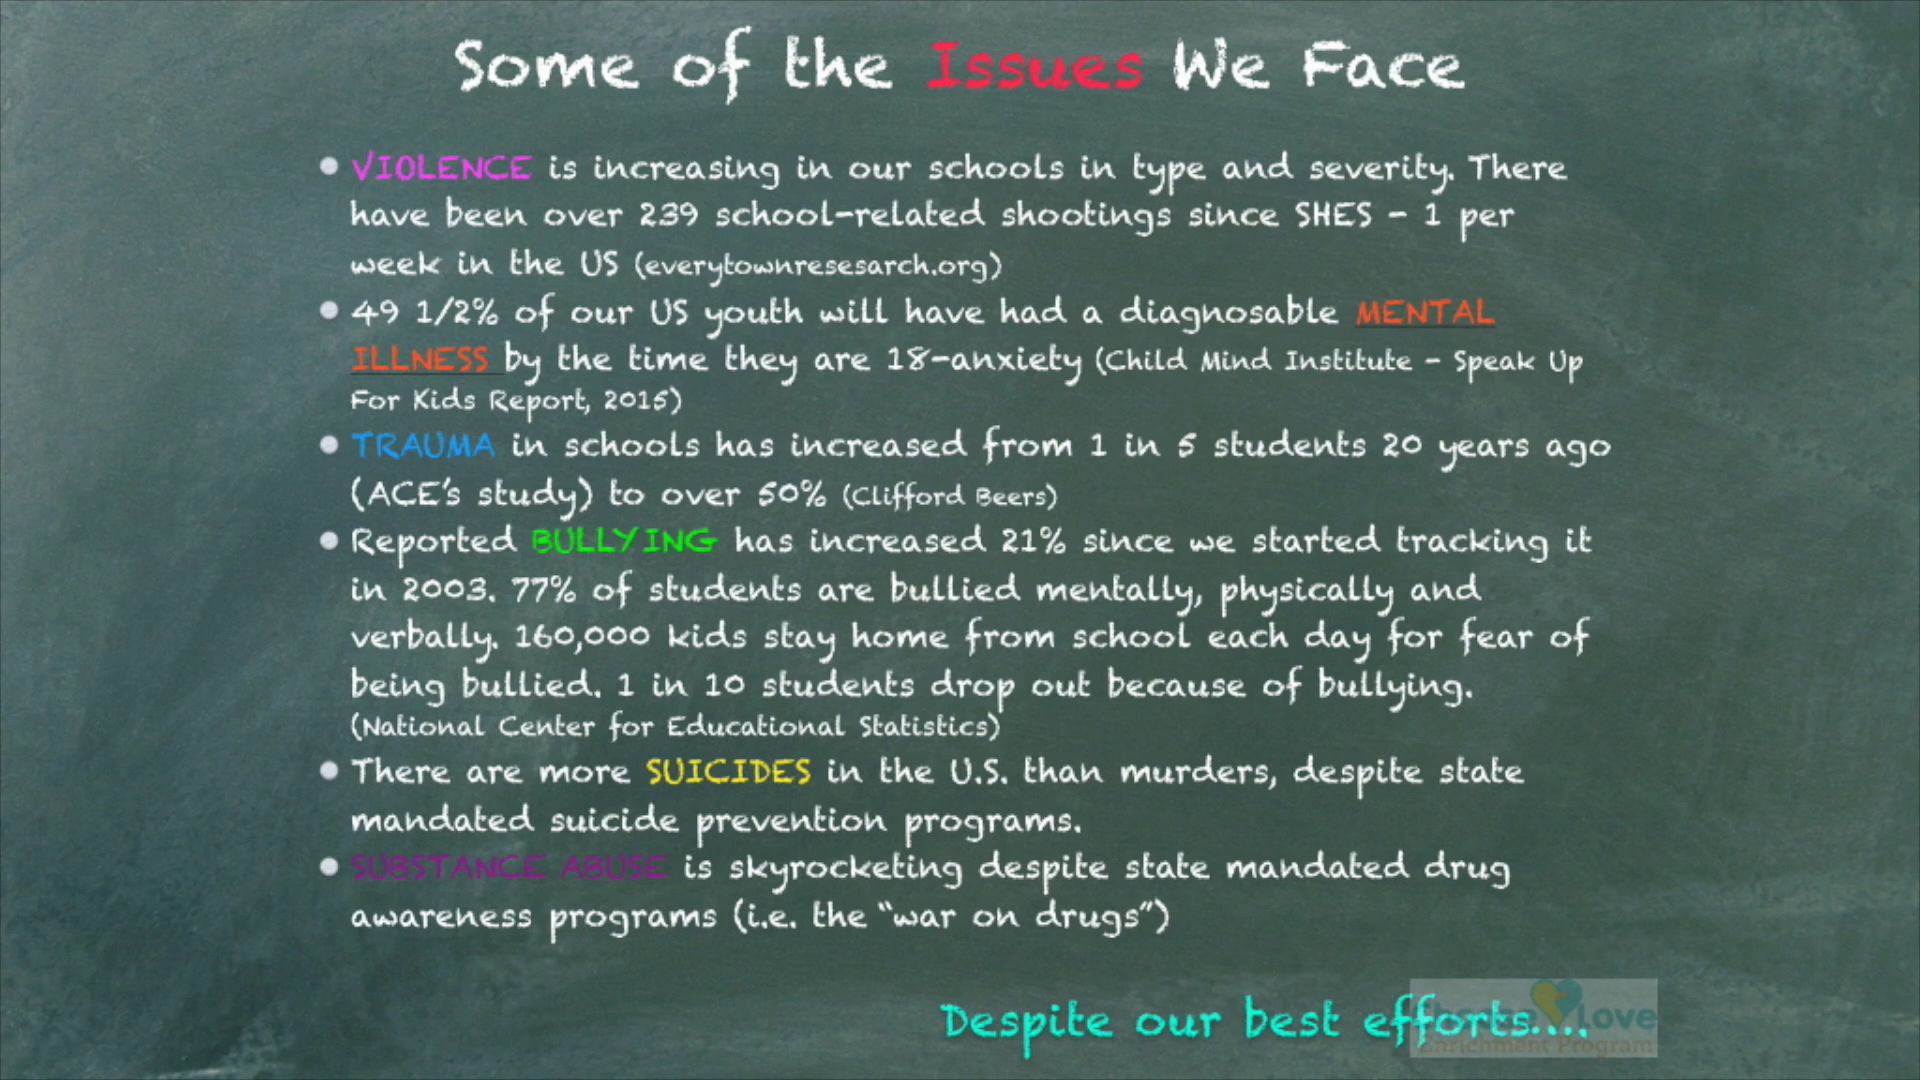 Some of the Issues We Face
• VIOLENCE is increasing in our schools in type and severity. There
have been over 239 school-related shootings since SHES - 1 per
week in the US (everytownresesarch.org)
• 49 1/2% of our US youth will have had a diagnosable MENTAL
ILLNESS by the time they are 18-anxiety (Child Mind Institute - Speak Up
For Kids Report, 2015)
• TRAUMA in schools has increased from 1 in 5 students 20 years ago
(ACE's study) to over 50% (Clifford Beers)
• Reported BULLYING has increased 21% since we started tracking it
in 2003. 77% of students are bullied mentally, physically and
verbally. 160,000 kids stay home from school each day for fear of
being bullied. 1 in 10 students drop out because of bullying.
(National Center for Educational Statistics)
• There are more SUICIDES in the U.S. than murders, despite state
mandated suicide prevention programs.
• SUBSTANCE ABUSE is skyrocketing despite state mandated drug
awareness programs (i.e. the “war on drugs”)
Despite our best efforts....
Choose Love
Enrichment Program